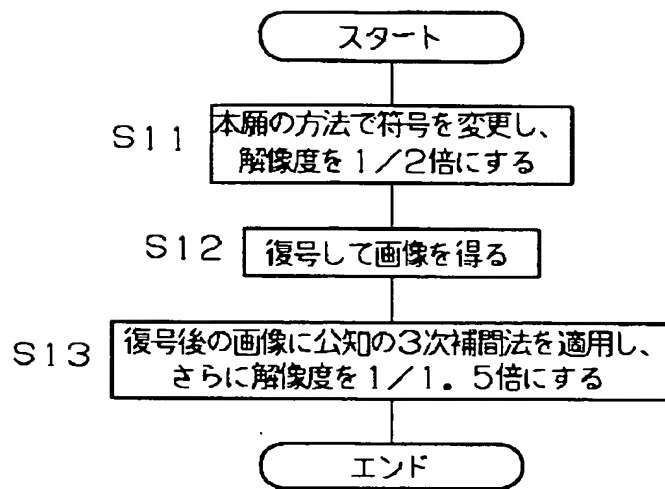 スタート
S11
本願の方法で符号を変更し、
解像度を1/2倍にする
S12
復号して画像を得る
S13
復号後の画像に公知の3次補間法を適用し、
さらに解像度を1/1.5倍にする
エンド